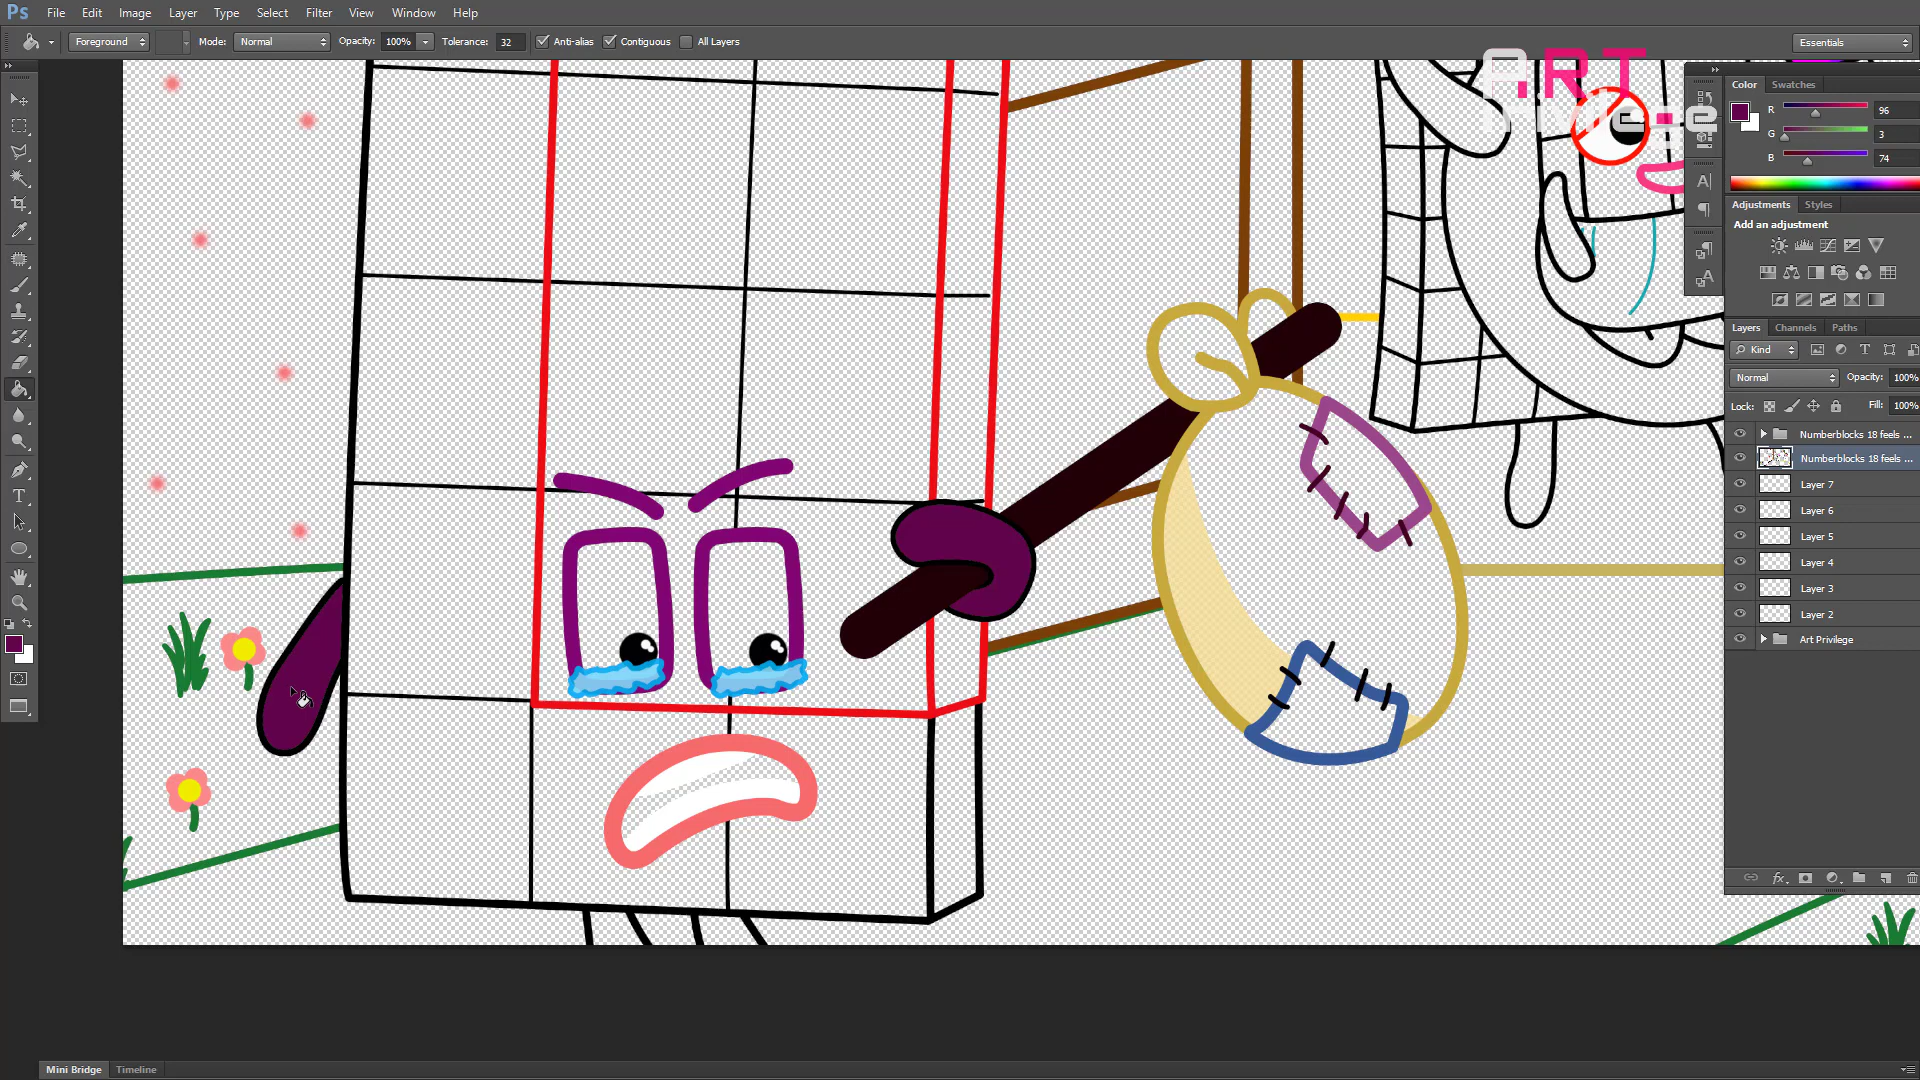 Ps File Edit Image Layer Type Select Filter View Window Help
Foreground Mode: Normal Opacity: 100% Tolerance: 32 Anti-alias Contiguous All Layers Essentials
ART
Privilege
Color Swatches
R 96
G 3
B 74
Adjustments Styles
Add an adjustment
Layers Channels Paths
Kind
Normal Opacity: 100%
Lock: Fill: 100%
Numberblocks 18 feels ...
Numberblocks 18 feels ...
Layer 7
Layer 6
Layer 5
Layer 4
Layer 3
Layer 2
Art Privilege
Mini Bridge Timeline